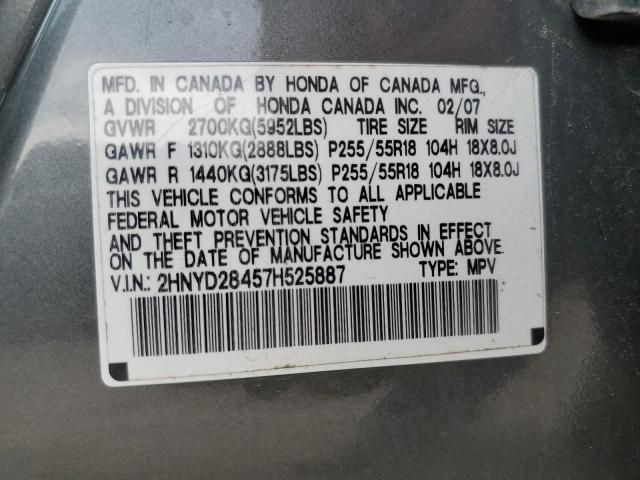 MFD. IN CANADA BY HONDA OF CANADA MFG.,
A DIVISION OF HONDA CANADA INC. 02/07
GVWR 2700KG(5952LBS) TIRE SIZE RIM SIZE
GAWR F 1310KG(2888LBS) P255/55R18 104H 18X8.0J
GAWR R 1440KG(3175LBS) P255/55R18 104H 18X8.0J
THIS VEHICLE CONFORMS TO ALL APPLICABLE
FEDERAL MOTOR VEHICLE SAFETY
AND THEFT PREVENTION STANDARDS IN EFFECT
ON THE DATE OF MANUFACTURE SHOWN ABOVE.
V.I.N.: 2HNYD28457H525887 TYPE: MPV